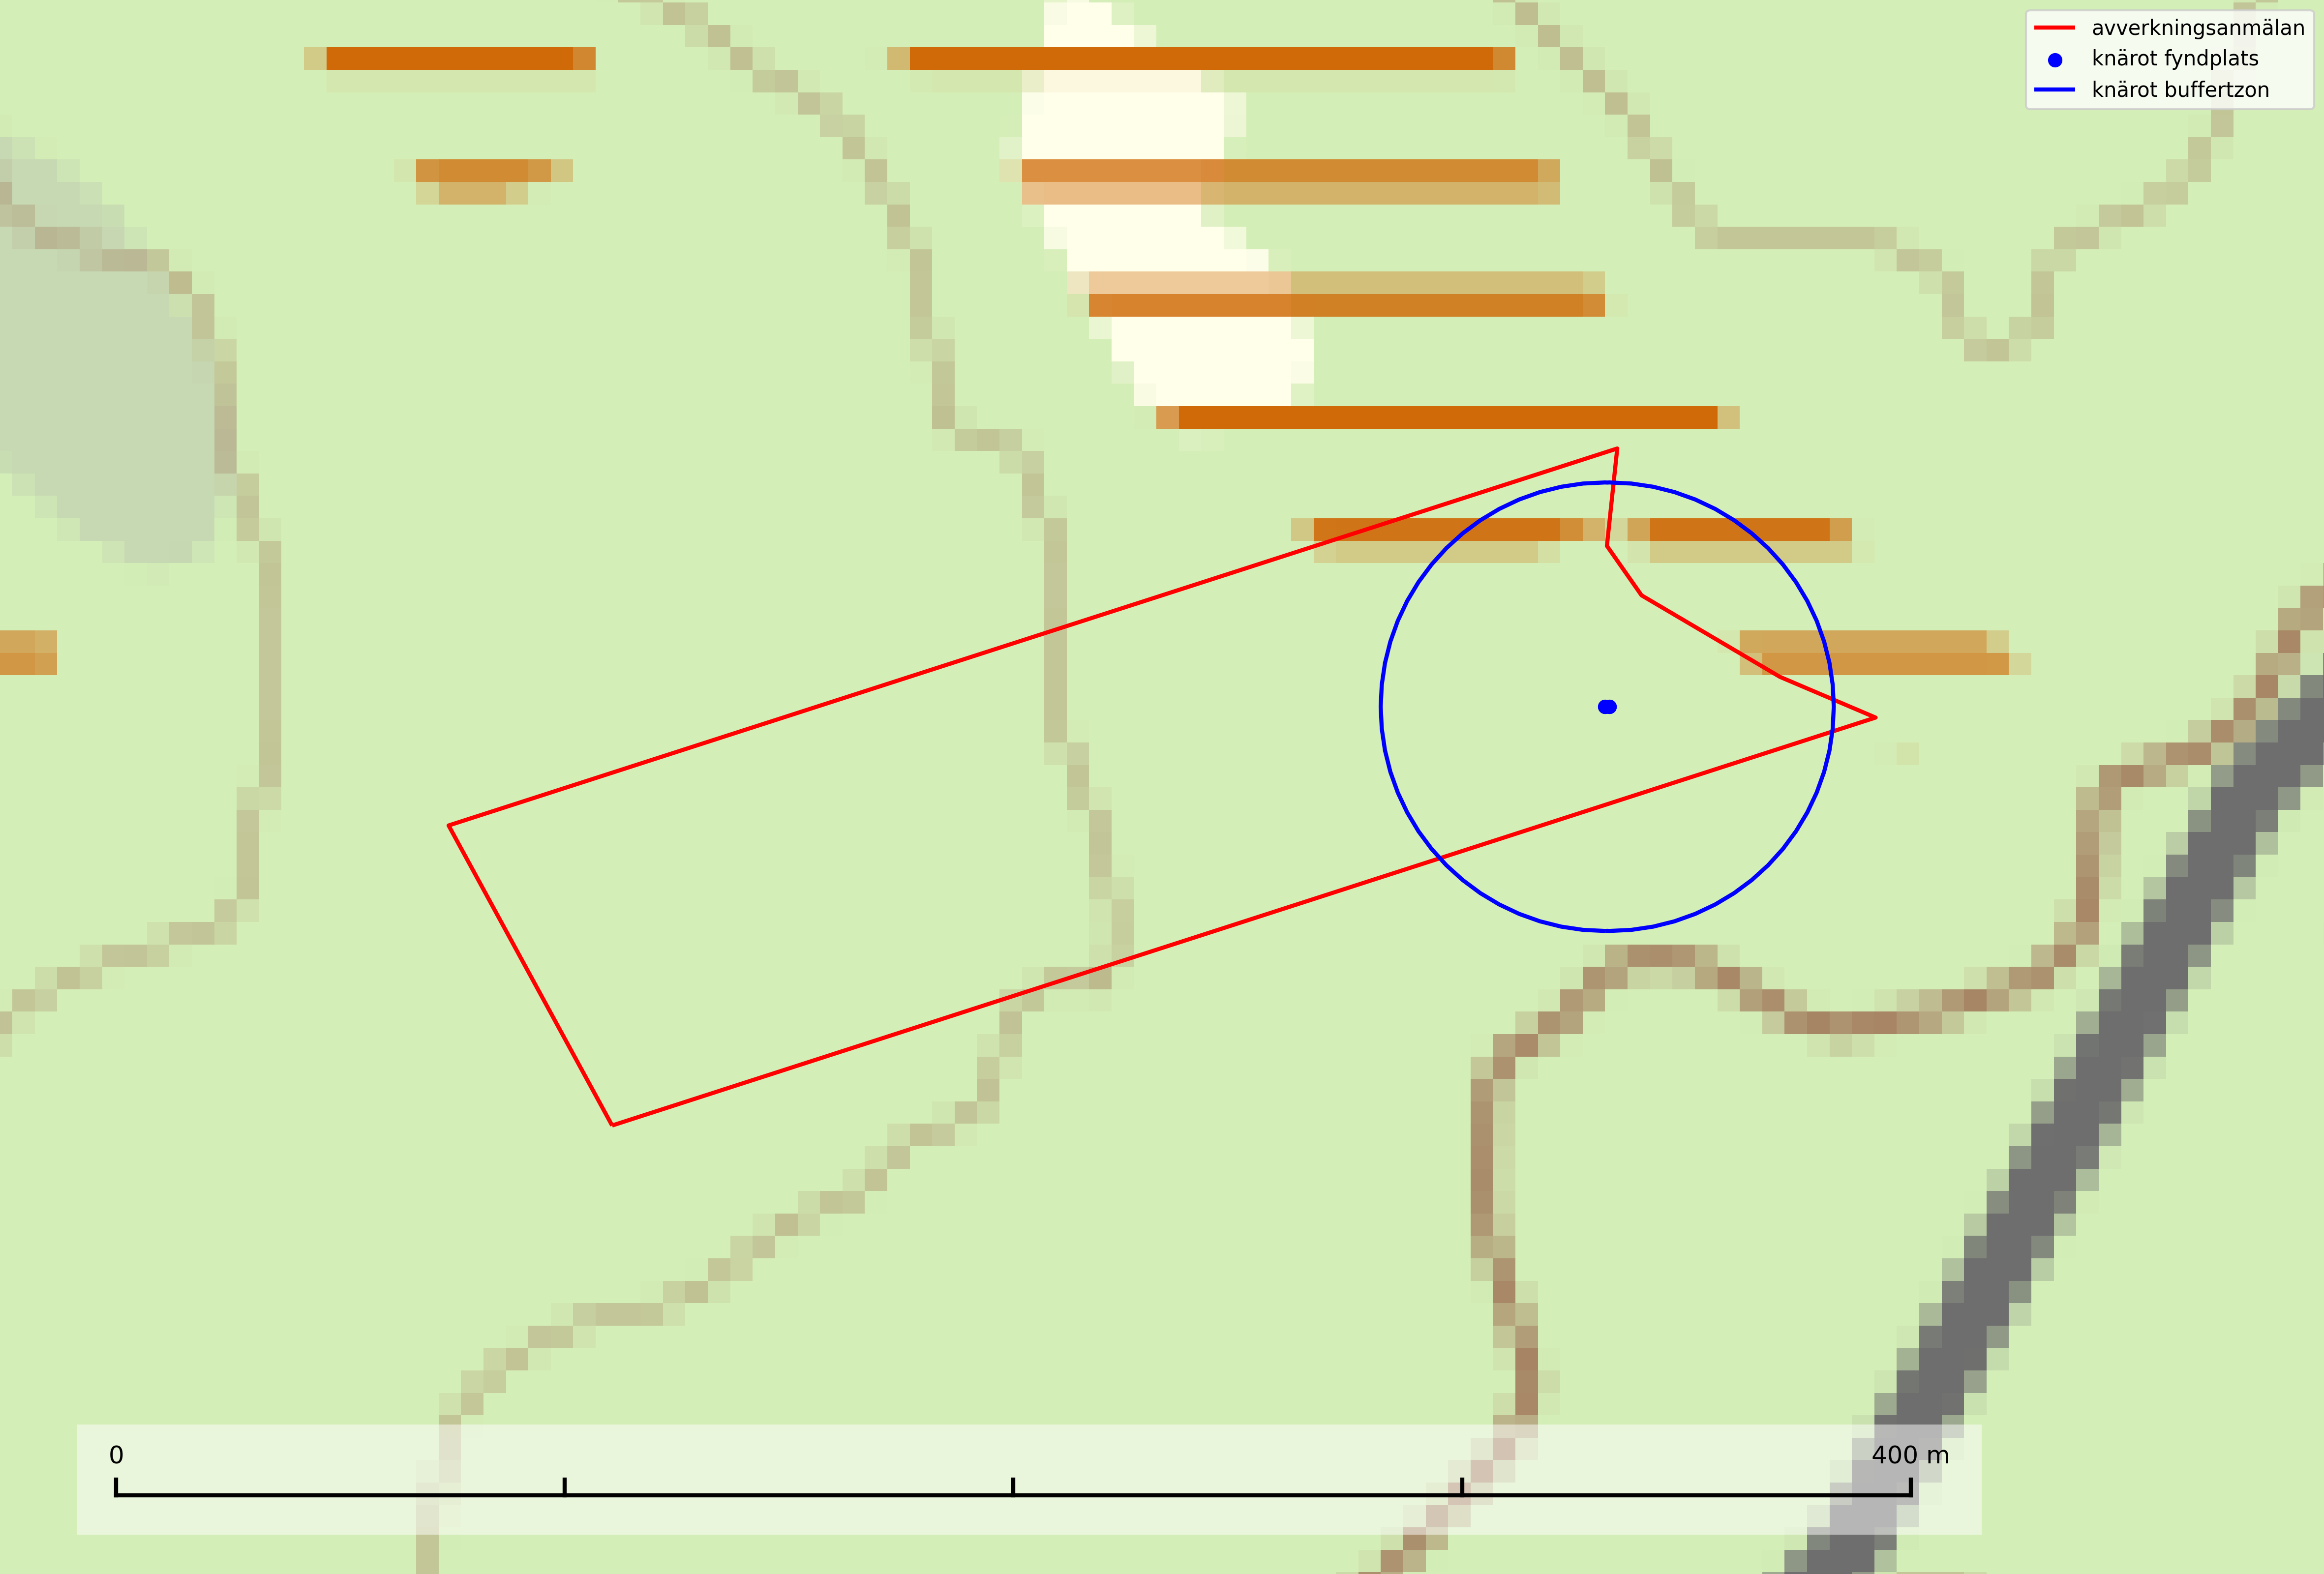 avverkningsanmälan
knärot fyndplats
knärot buffertzon
0
400 m